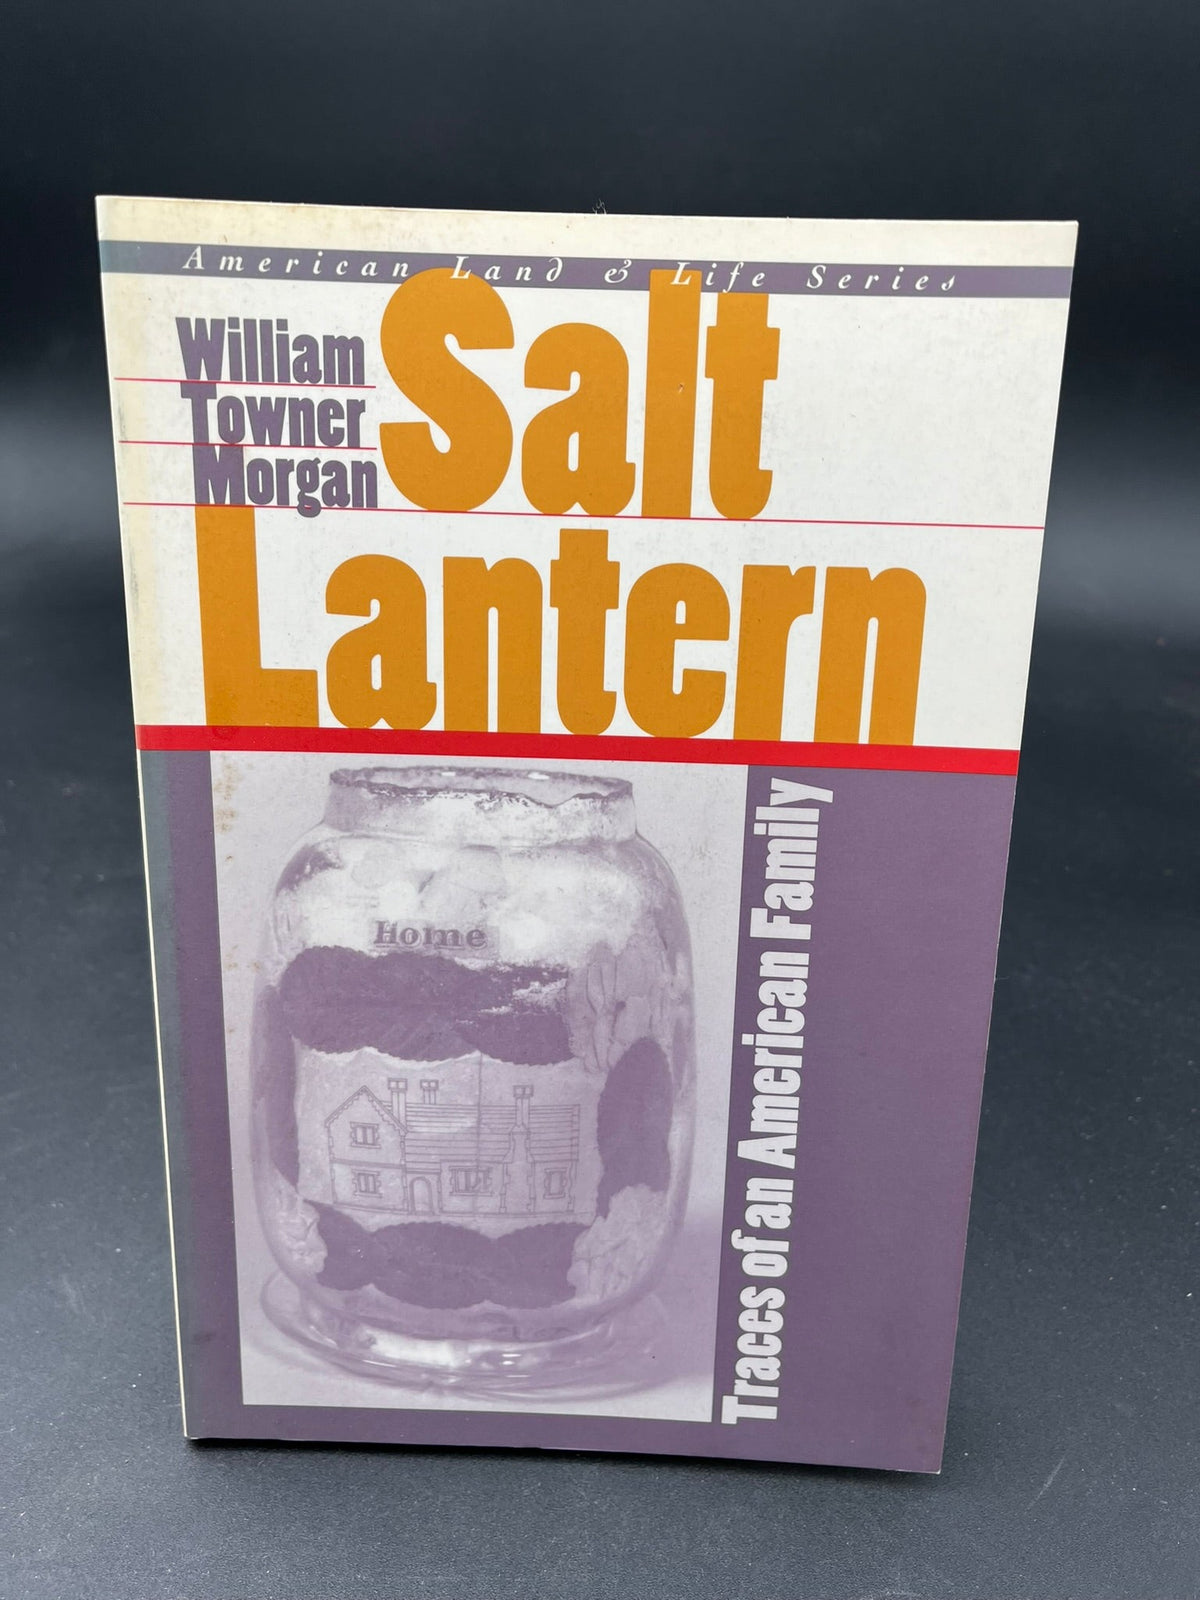 American Land & Life Series
William
Towner
Morgan
Salt
Lantern
Home
Traces of an American Family